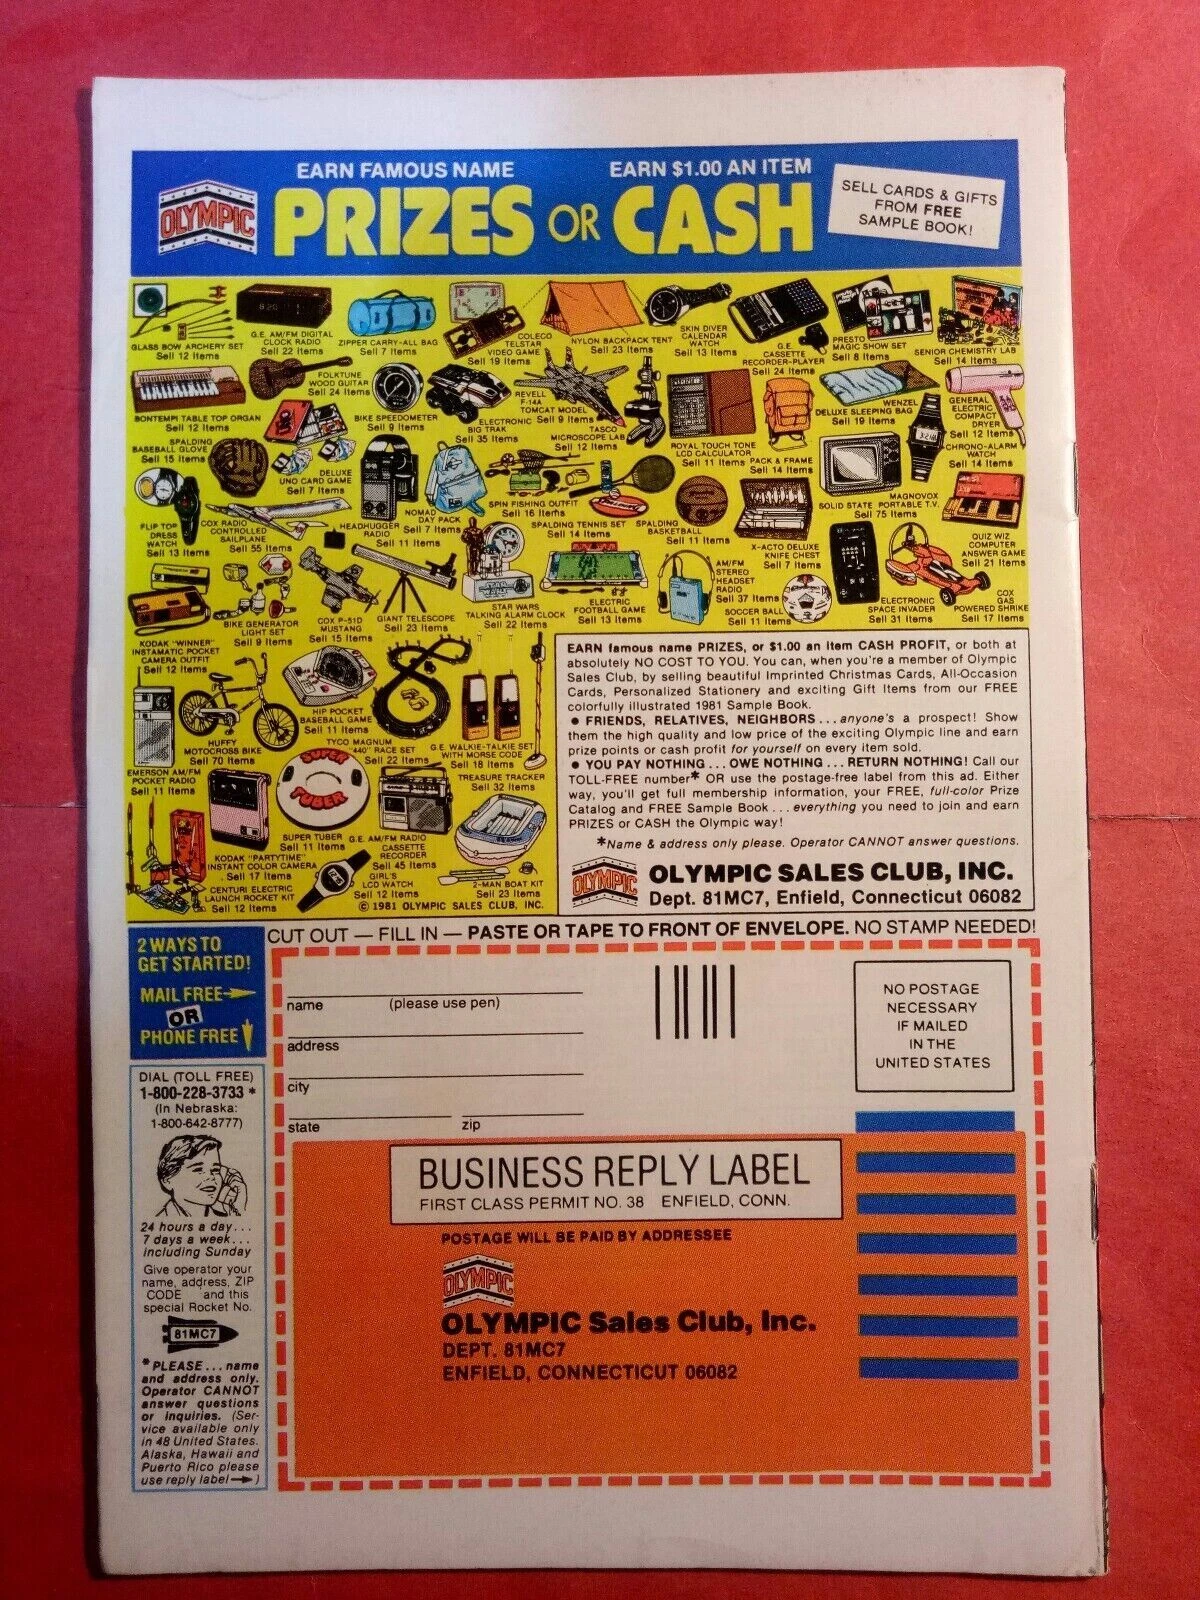 EARN FAMOUS NAME
PRIZES OR CASH
EARN $1.00 AN ITEM
OLYMPIC
SELL CARDS & GIFTS
FROM FREE
SAMPLE BOOK!
GLASS BOW ARCHERY SET
Sell 12 Items
G.E. AM/FM DIGITAL
CLOCK RADIO
Sell 22 Items
ZIPPER CARRY-ALL BAG
Sell 7 Items
COLECO
TELSTAR
VIDEO GAME
Sell 19 Items
NYLON BACKPACK TENT
Sell 23 Items
SKIN DIVER
CALENDAR
WATCH
Sell 13 Items
G.E.
CASSETTE
RECORDER-PLAYER
Sell 24 Items
PRESTO
MAGIC SHOW SET
Sell 8 Items
SENIOR CHEMISTRY LAB
Sell 14 Items
BONTEMPI TABLE TOP ORGAN
Sell 12 Items
FOLKTUNE
WOOD GUITAR
Sell 24 Items
BIKE SPEEDOMETER
Sell 9 Items
ELECTRONIC
BIG TRAK
Sell 35 Items
REVELL
F-14A
TOMCAT MODEL
Sell 9 Items
TASCO
MICROSCOPE LAB
Sell 12 Items
ROYAL TOUCH TONE
LCD CALCULATOR
Sell 11 Items
PACK & FRAME
Sell 14 Items
WENZEL
DELUXE SLEEPING BAG
Sell 19 Items
GENERAL
ELECTRIC
COMPACT
DRYER
Sell 12 Items
SPALDING
BASEBALL GLOVE
Sell 15 Items
DELUXE
UNO CARD GAME
Sell 7 Items
HEADHUGGER
RADIO
Sell 11 Items
NOMAD
DAY PACK
Sell 7 Items
SPIN FISHING OUTFIT
Sell 16 Items
SPALDING TENNIS SET
Sell 14 Items
SPALDING
BASKETBALL
Sell 11 Items
X-ACTO DELUXE
KNIFE CHEST
Sell 7 Items
MAGNOVOX
SOLID STATE PORTABLE T.V.
Sell 75 Items
CHRONO-ALARM
WATCH
Sell 14 Items
FLIP TOP
DRESS
WATCH
Sell 13 Items
COX RADIO
CONTROLLED
SAILPLANE
Sell 55 Items
QUIZ WIZ
COMPUTER
ANSWER GAME
Sell 21 Items
KODAK "WINNER"
INSTAMATIC POCKET
CAMERA OUTFIT
Sell 12 Items
BIKE GENERATOR
LIGHT SET
Sell 9 Items
COX P-51D
MUSTANG
Sell 15 Items
GIANT TELESCOPE
Sell 23 Items
STAR WARS
TALKING ALARM CLOCK
Sell 22 Items
ELECTRIC
FOOTBALL GAME
Sell 13 Items
AM/FM
STEREO
HEADSET
RADIO
Sell 37 Items
SOCCER BALL
Sell 11 Items
ELECTRONIC
SPACE INVADER
Sell 31 Items
COX
GAS
POWERED SHRIKE
Sell 17 Items
EMERSON AM/FM
POCKET RADIO
Sell 11 Items
HUFFY
MOTOCROSS BIKE
Sell 70 Items
HIP POCKET
BASEBALL GAME
Sell 11 Items
TYCO MAGNUM
"440" RACE SET
Sell 22 Items
G.E. WALKIE-TALKIE SET
WITH MORSE CODE
Sell 18 Items
TREASURE TRACKER
Sell 32 Items
SUPER
TUBER
SUPER TUBER
Sell 11 Items
G.E. AM/FM RADIO
CASSETTE
RECORDER
Sell 45 Items
KODAK "PARTYTIME"
INSTANT COLOR CAMERA
Sell 17 Items
CENTURI ELECTRIC
LAUNCH ROCKET KIT
Sell 12 Items
GIRL'S
LCD WATCH
Sell 12 Items
2-MAN BOAT KIT
Sell 23 Items
© 1981 OLYMPIC SALES CLUB, INC.
EARN famous name PRIZES, or $1.00 an item CASH PROFIT, or both at
absolutely NO COST TO YOU. You can, when you're a member of Olympic
Sales Club, by selling beautiful Imprinted Christmas Cards, All-Occasion
Cards, Personalized Stationery and exciting Gift Items from our FREE
colorfully illustrated 1981 Sample Book.
● FRIENDS, RELATIVES, NEIGHBORS...anyone's a prospect! Show
them the high quality and low price of the exciting Olympic line and earn
prize points or cash profit for yourself on every item sold.
● YOU PAY NOTHING...OWE NOTHING...RETURN NOTHING! Call our
TOLL-FREE number* OR use the postage-free label from this ad. Either
way, you'll get full membership information, your FREE, full-color Prize
Catalog and FREE Sample Book...everything you need to join and earn
PRIZES or CASH the Olympic way!
*Name & address only please. Operator CANNOT answer questions.
OLYMPIC
OLYMPIC SALES CLUB, INC.
Dept. 81MC7, Enfield, Connecticut 06082
CUT OUT — FILL IN — PASTE OR TAPE TO FRONT OF ENVELOPE. NO STAMP NEEDED!
2 WAYS TO
GET STARTED!
MAIL FREE
OR
PHONE FREE
DIAL (TOLL FREE)
1-800-228-3733 *
(In Nebraska:
1-800-642-8777)
24 hours a day...
7 days a week...
including Sunday
Give operator your
name, address, ZIP
CODE and this
special Rocket No.
81MC7
* PLEASE...name
and address only.
Operator CANNOT
answer questions
or inquiries. (Ser-
vice available only
in 48 United States.
Alaska, Hawaii and
Puerto Rico please
use reply label )
name (please use pen)
address
city
state zip
NO POSTAGE
NECESSARY
IF MAILED
IN THE
UNITED STATES
BUSINESS REPLY LABEL
FIRST CLASS PERMIT NO. 38 ENFIELD, CONN.
POSTAGE WILL BE PAID BY ADDRESSEE
OLYMPIC
OLYMPIC Sales Club, Inc.
DEPT. 81MC7
ENFIELD, CONNECTICUT 06082